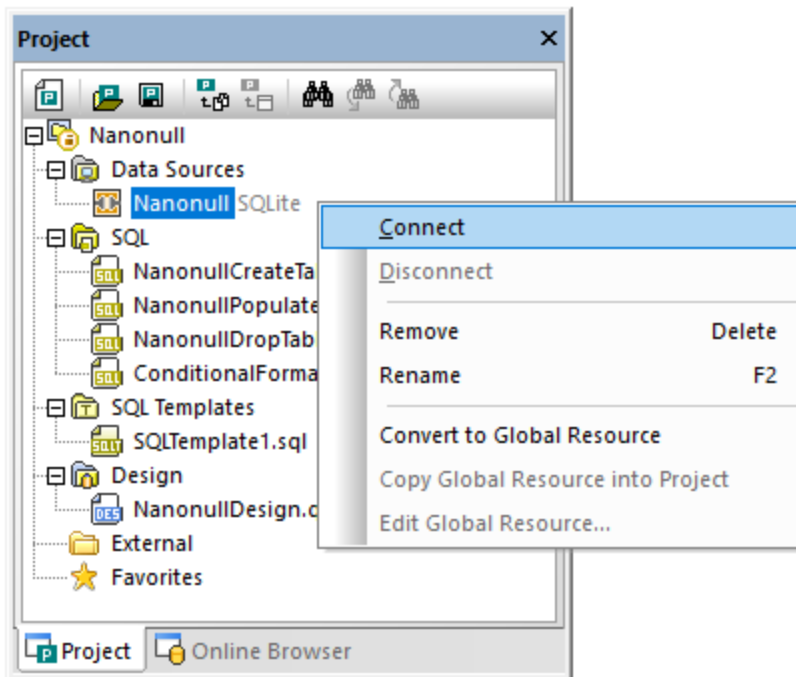 Project
Nanonull
Data Sources
Nanonull SQLite
SQL
NanonullCreateTa
NanonullPopulate
NanonullDropTab
ConditionalForma
SQL Templates
SQLTemplate1.sql
Design
NanonullDesign.d
External
Favorites
Connect
Disconnect
Remove Delete
Rename F2
Convert to Global Resource
Copy Global Resource into Project
Edit Global Resource...
Project Online Browser